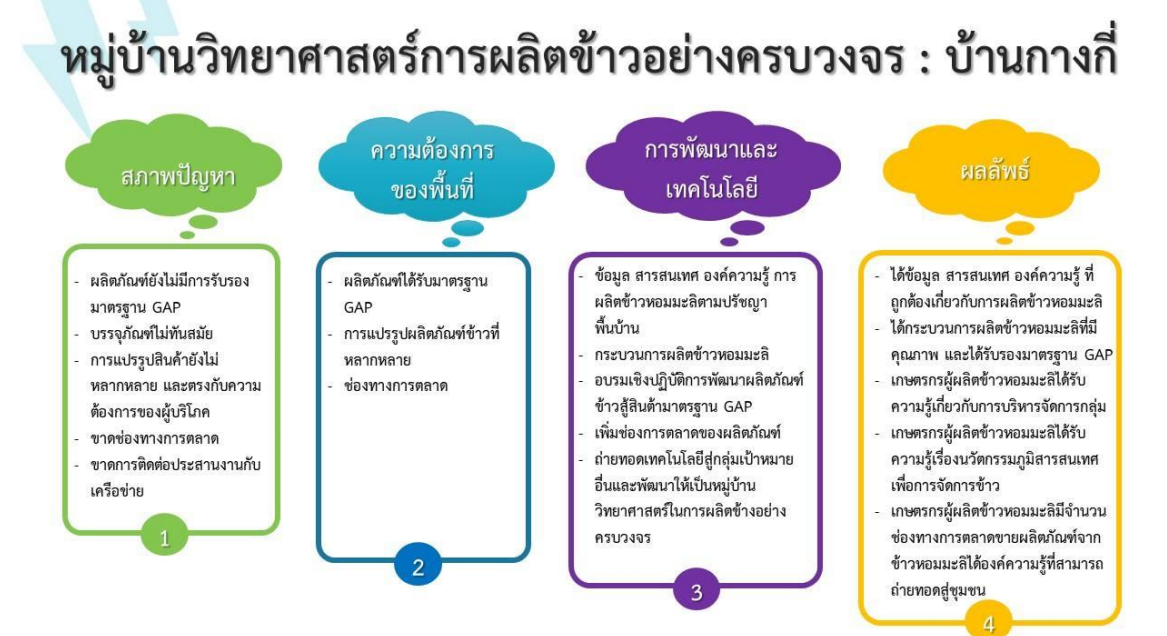 หมู่บ้านวิทยาศาสตร์การผลิตข้าวอย่างครบวงจร : บ้านกางกี่
สภาพปัญหา
- ผลิตภัณฑ์ยังไม่มีการรับรอง
มาตรฐาน GAP
- บรรจุภัณฑ์ไม่ทันสมัย
- การแปรรูปสินค้ายังไม่
หลากหลาย และตรงกับความ
ต้องการของผู้บริโภค
- ขาดช่องทางการตลาด
- ขาดการติดต่อประสานงานกับ
เครือข่าย
1
ความต้องการ
ของพื้นที่
- ผลิตภัณฑ์ได้รับมาตรฐาน
GAP
- การแปรรูปผลิตภัณฑ์ข้าวที่
หลากหลาย
- ช่องทางการตลาด
2
การพัฒนาและ
เทคโนโลยี
- ข้อมูล สารสนเทศ องค์ความรู้ การ
ผลิตข้าวหอมมะลิตามปรัชญา
พื้นบ้าน
- กระบวนการผลิตข้าวหอมมะลิ
- อบรมเชิงปฏิบัติการพัฒนาผลิตภัณฑ์
ข้าวสู้สินต้ามาตรฐาน GAP
- เพิ่มช่องการตลาดของผลิตภัณฑ์
- ถ่ายทอดเทคโนโลยีสู่กลุ่มเป้าหมาย
อื่นและพัฒนาให้เป็นหมู่บ้าน
วิทยาศาสตร์ในการผลิตข้างอย่าง
ครบวงจร
3
ผลลัพธ์
- ได้ข้อมูล สารสนเทศ องค์ความรู้ ที่
ถูกต้องเกี่ยวกับการผลิตข้าวหอมมะลิ
- ได้กระบวนการผลิตข้าวหอมมะลิที่มี
คุณภาพ และได้รับรองมาตรฐาน GAP
- เกษตรกรผู้ผลิตข้าวหอมมะลิได้รับ
ความรู้เกี่ยวกับการบริหารจัดการกลุ่ม
- เกษตรกรผู้ผลิตข้าวหอมมะลิได้รับ
ความรู้เรื่องนวัตกรรมภูมิสารสนเทศ
เพื่อการจัดการข้าว
- เกษตรกรผู้ผลิตข้าวหอมมะลิมีจำนวน
ช่องทางการตลาดขายผลิตภัณฑ์จาก
ข้าวหอมมะลิได้องค์ความรู้ที่สามารถ
ถ่ายทอดสู่ชุมชน
4